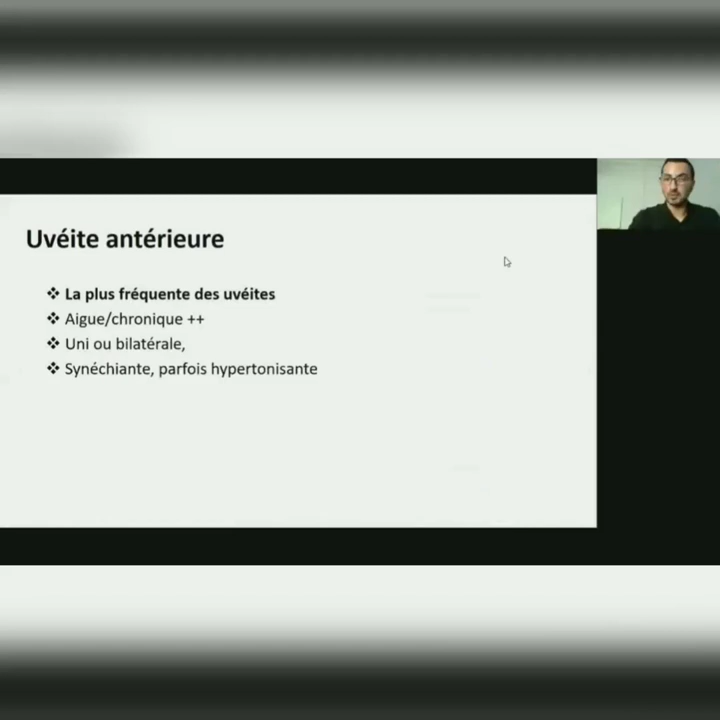 Uvéite antérieure
❖ La plus fréquente des uvéites
❖ Aigue/chronique ++
❖ Uni ou bilatérale,
❖ Synéchiante, parfois hypertonisante